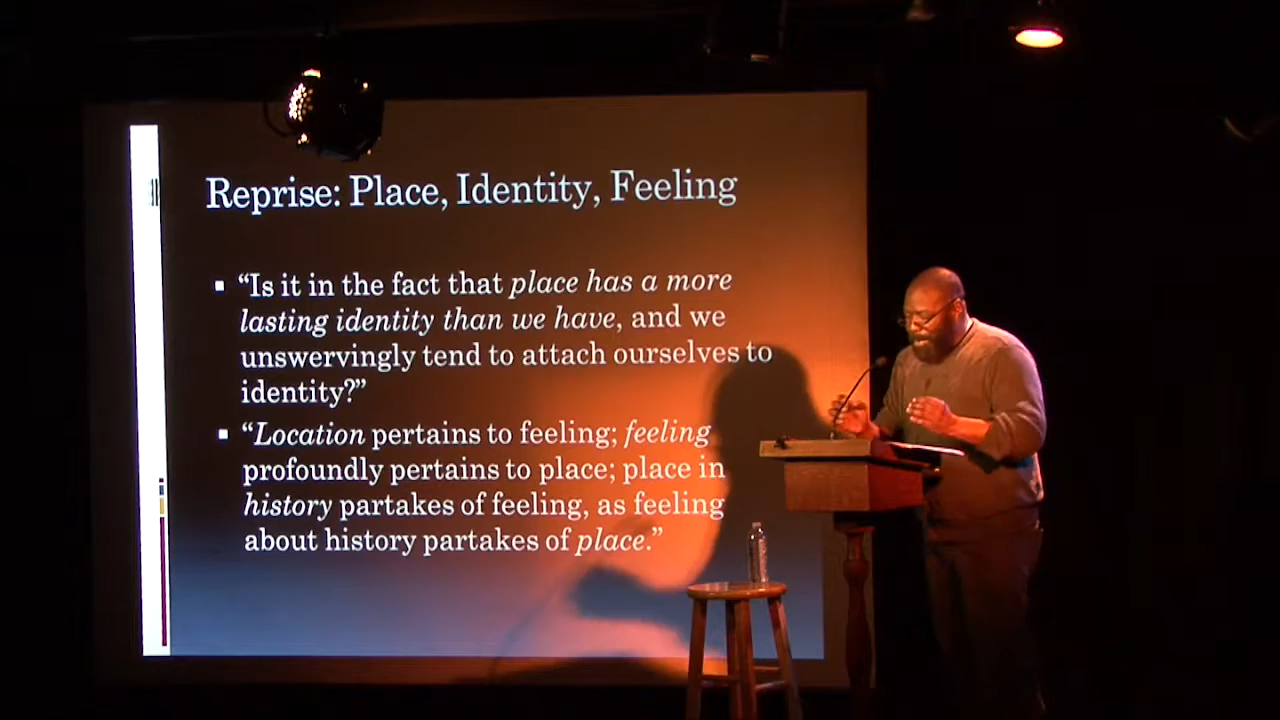 Reprise: Place, Identity, Feeling
“Is it in the fact that place has a more
lasting identity than we have, and we
unswervingly tend to attach ourselves to
identity?”
“Location pertains to feeling; feeling
profoundly pertains to place; place in
history partakes of feeling, as feeling
about history partakes of place.”